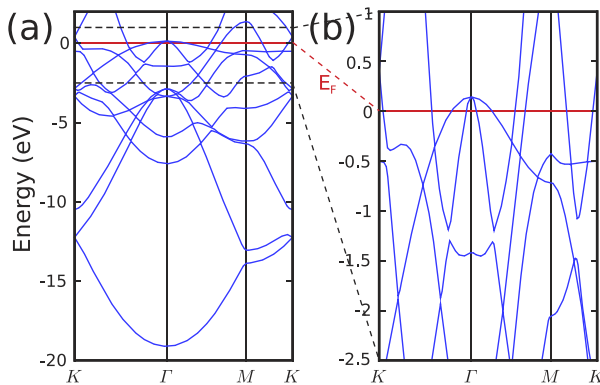 (a)
(b)
Energy (eV)
0
-5
-10
-15
-20
K
Γ
M
K
E_F
1
0.5
0
-0.5
-1
-1.5
-2
-2.5
K
Γ
M
K